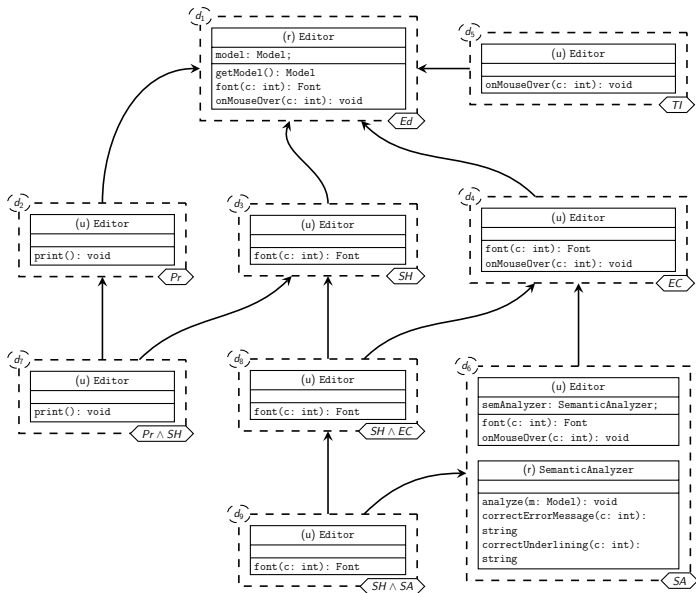 d1
(r) Editor
model: Model;
getModel(): Model
font(c: int): Font
onMouseOver(c: int): void
Ed
d5
(u) Editor
onMouseOver(c: int): void
TI
d2
(u) Editor
print(): void
Pr
d3
(u) Editor
font(c: int): Font
SH
d4
(u) Editor
font(c: int): Font
onMouseOver(c: int): void
EC
d7
(u) Editor
print(): void
Pr ∧ SH
d8
(u) Editor
font(c: int): Font
SH ∧ EC
d6
(u) Editor
semAnalyzer: SemanticAnalyzer;
font(c: int): Font
onMouseOver(c: int): void
(r) SemanticAnalyzer
analyze(m: Model): void
correctErrorMessage(c: int):
string
correctUnderlining(c: int):
string
SA
d9
(u) Editor
font(c: int): Font
SH ∧ SA